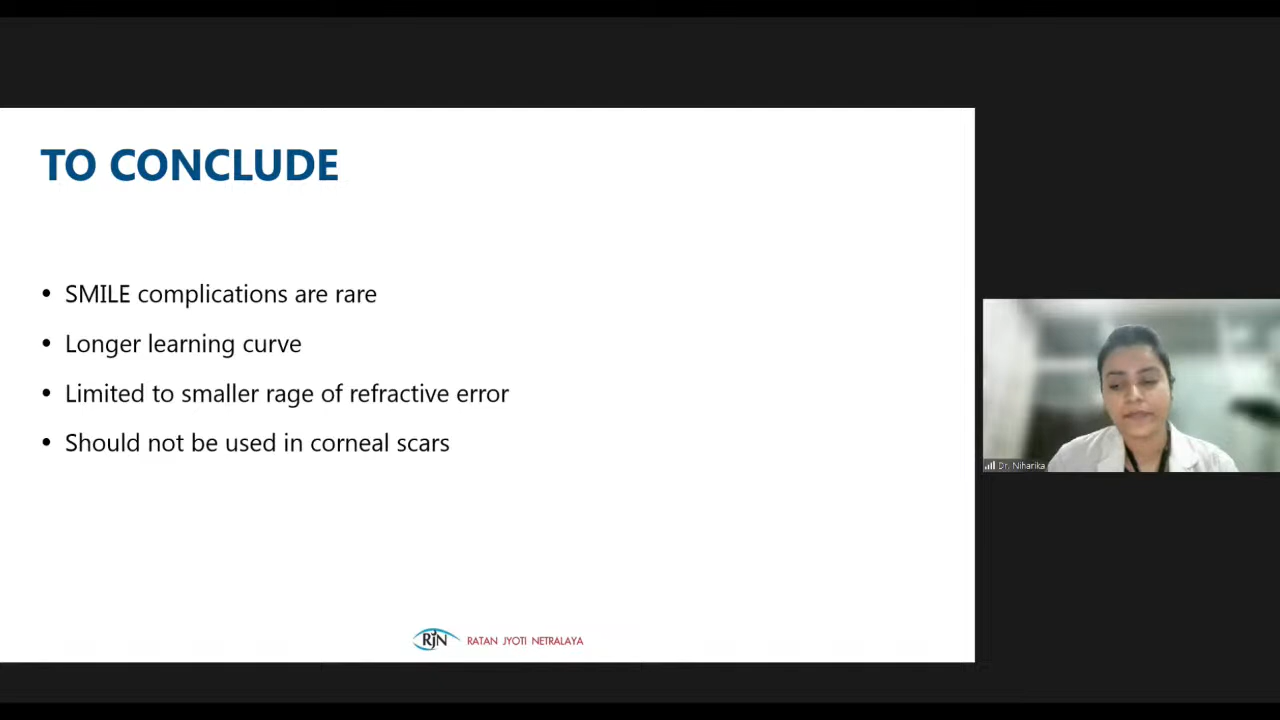 TO CONCLUDE
• SMILE complications are rare
• Longer learning curve
• Limited to smaller rage of refractive error
• Should not be used in corneal scars
RJN RATAN JYOTI NETRALAYA
Dr. Niharika